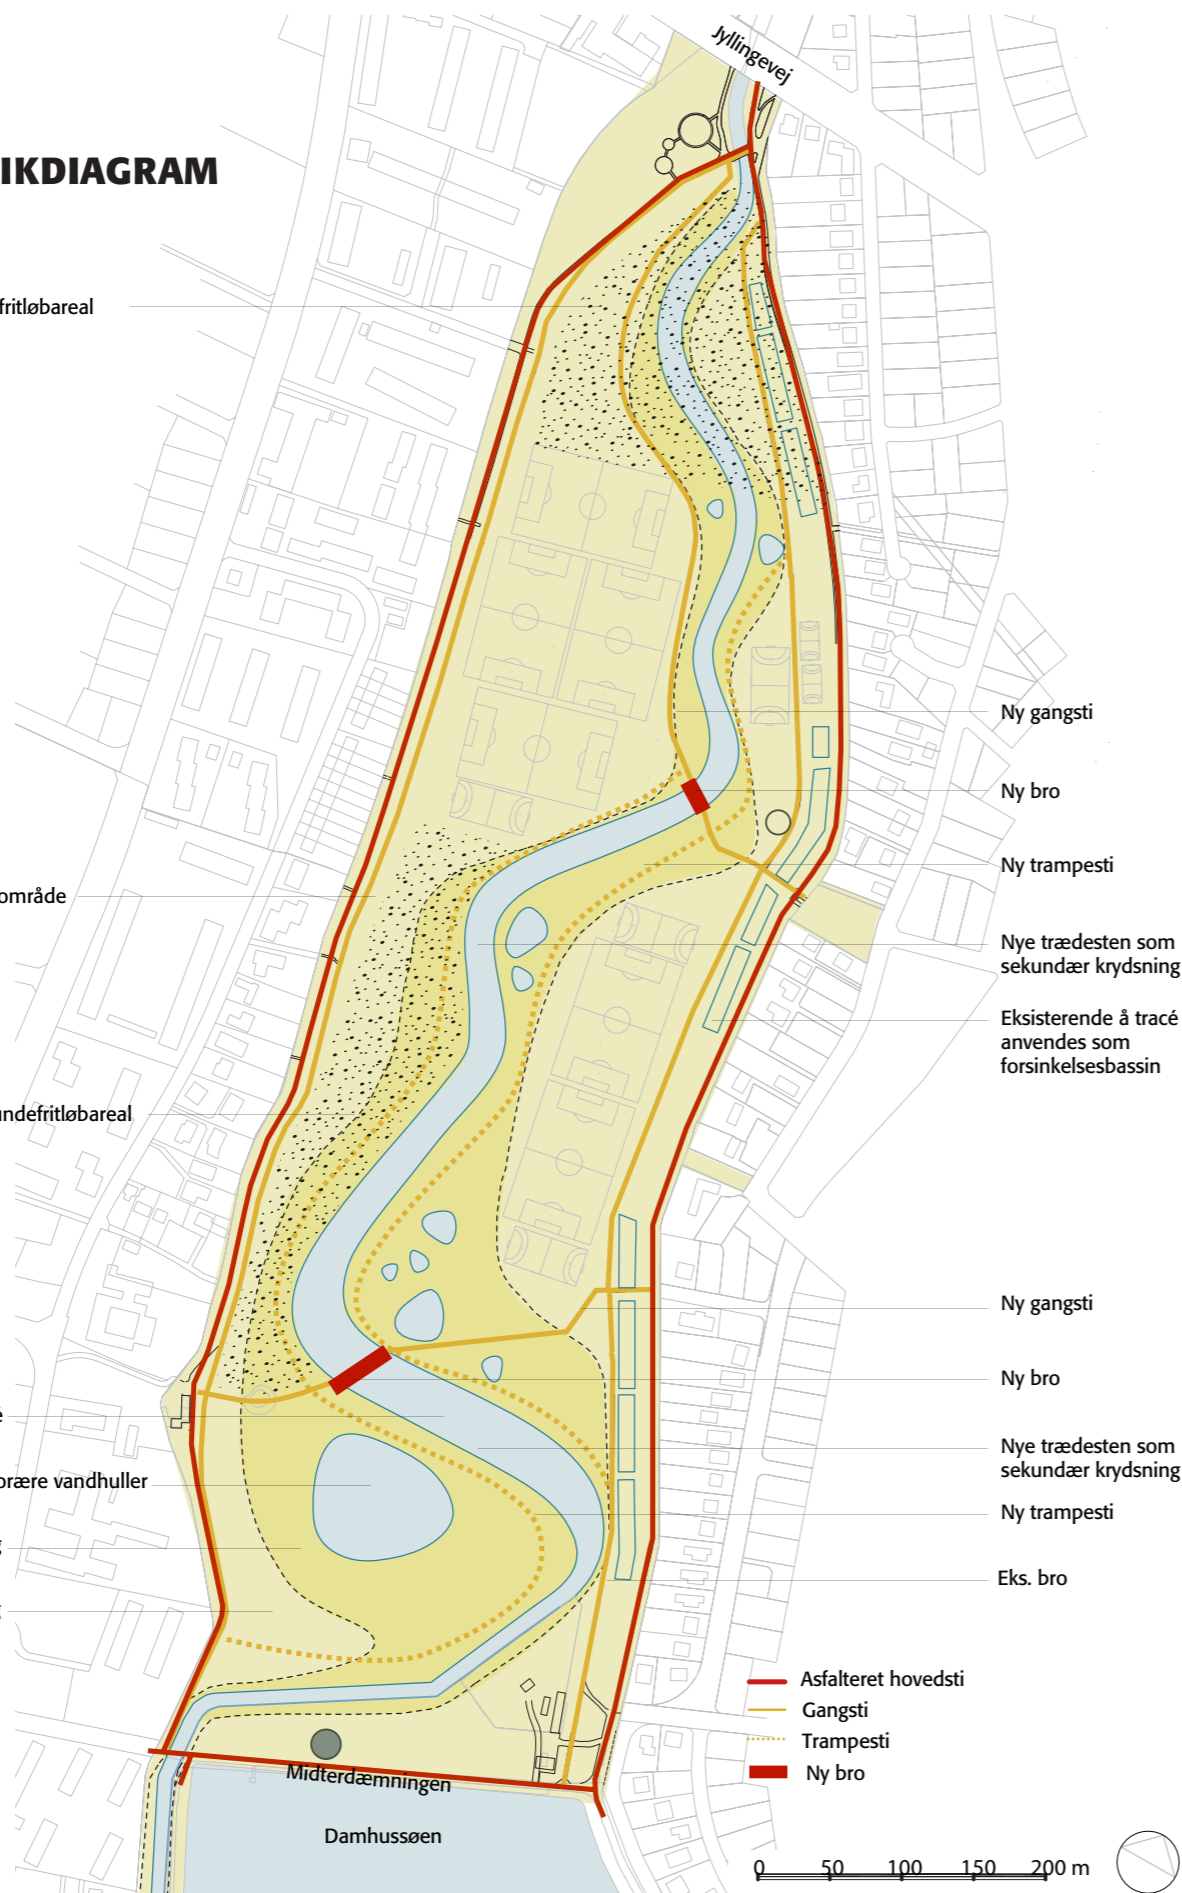 Jyllingevej
IKDIAGRAM
fritløbareal
Ny gangsti
Ny bro
Ny trampesti
område
Nye trædesten som
sekundær krydsning
Eksisterende å tracé
anvendes som
forsinkelsesbassin
undefritløbareal
Ny gangsti
Ny bro
é
Nye trædesten som
sekundær krydsning
orære vandhuller
Ny trampesti
g
Eks. bro
g
Asfalteret hovedsti
Gangsti
Trampesti
Ny bro
Midterdæmningen
Damhussøen
0 50 100 150 200 m